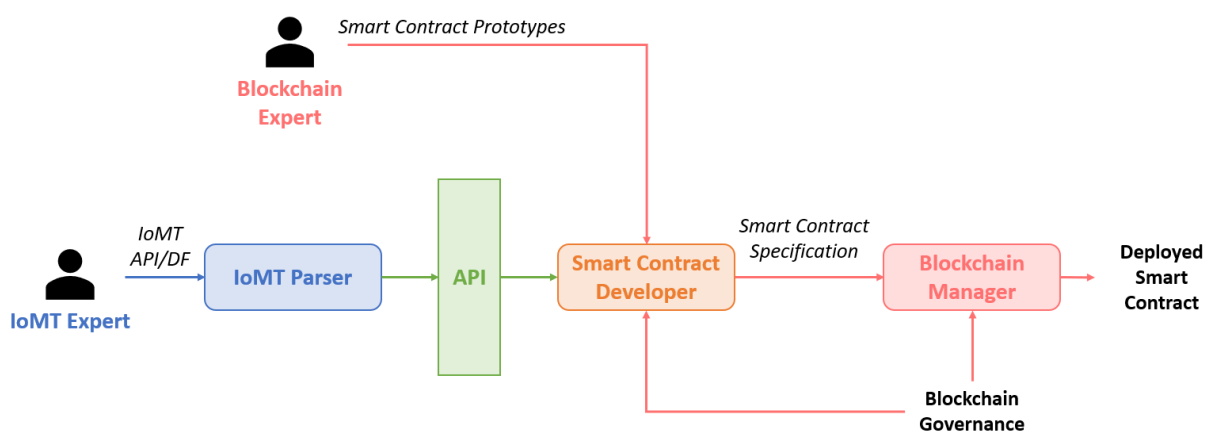 Smart Contract Prototypes
Blockchain
Expert
IoMT
API/DF
IoMT Expert
IoMT Parser
API
Smart Contract
Developer
Smart Contract
Specification
Blockchain
Manager
Deployed
Smart
Contract
Blockchain
Governance